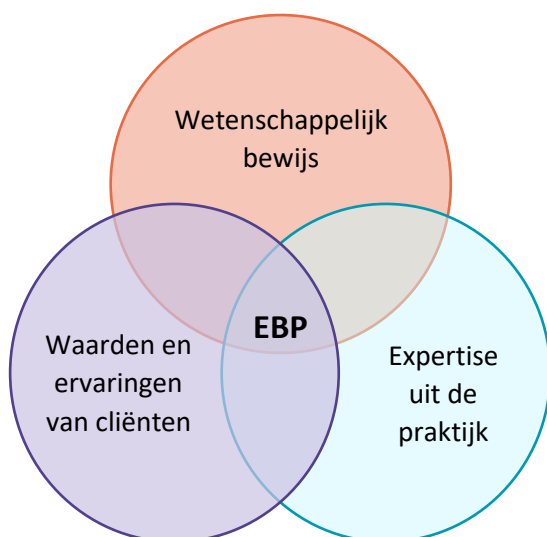 Wetenschappelijk
bewijs
EBP
Waarden en
ervaringen
van cliënten
Expertise
uit de
praktijk